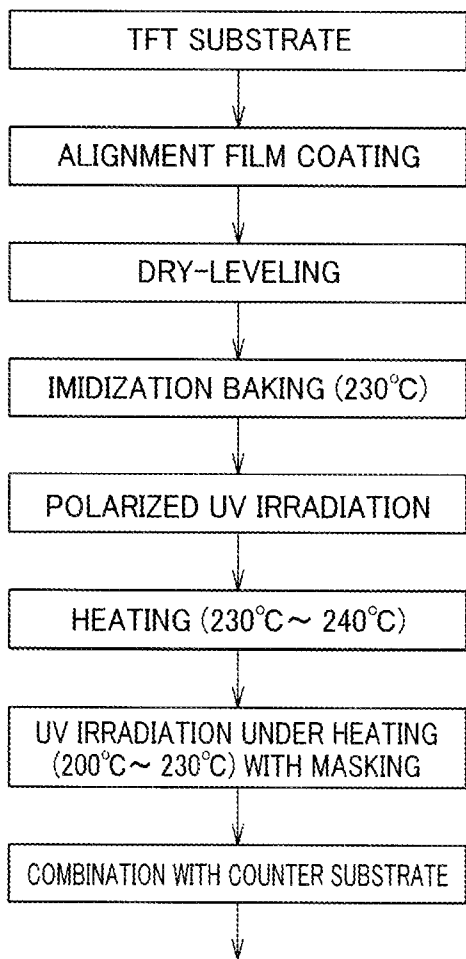 TFT SUBSTRATE
ALIGNMENT FILM COATING
DRY-LEVELING
IMIDIZATION BAKING (230°C)
POLARIZED UV IRRADIATION
HEATING (230°C~ 240°C)
UV IRRADIATION UNDER HEATING
(200°C~ 230°C) WITH MASKING
COMBINATION WITH COUNTER SUBSTRATE